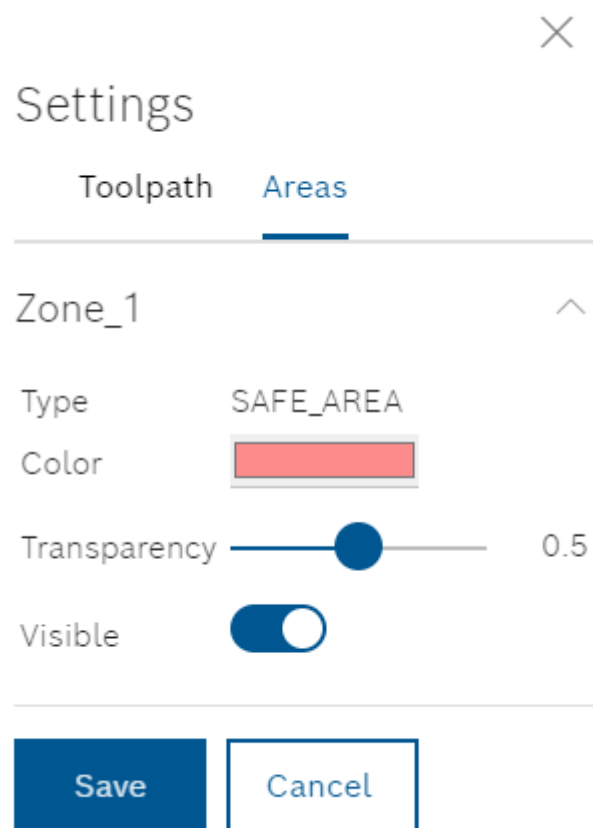 Settings
Toolpath Areas
Zone_1
Type SAFE_AREA
Color
Transparency 0.5
Visible
Save Cancel